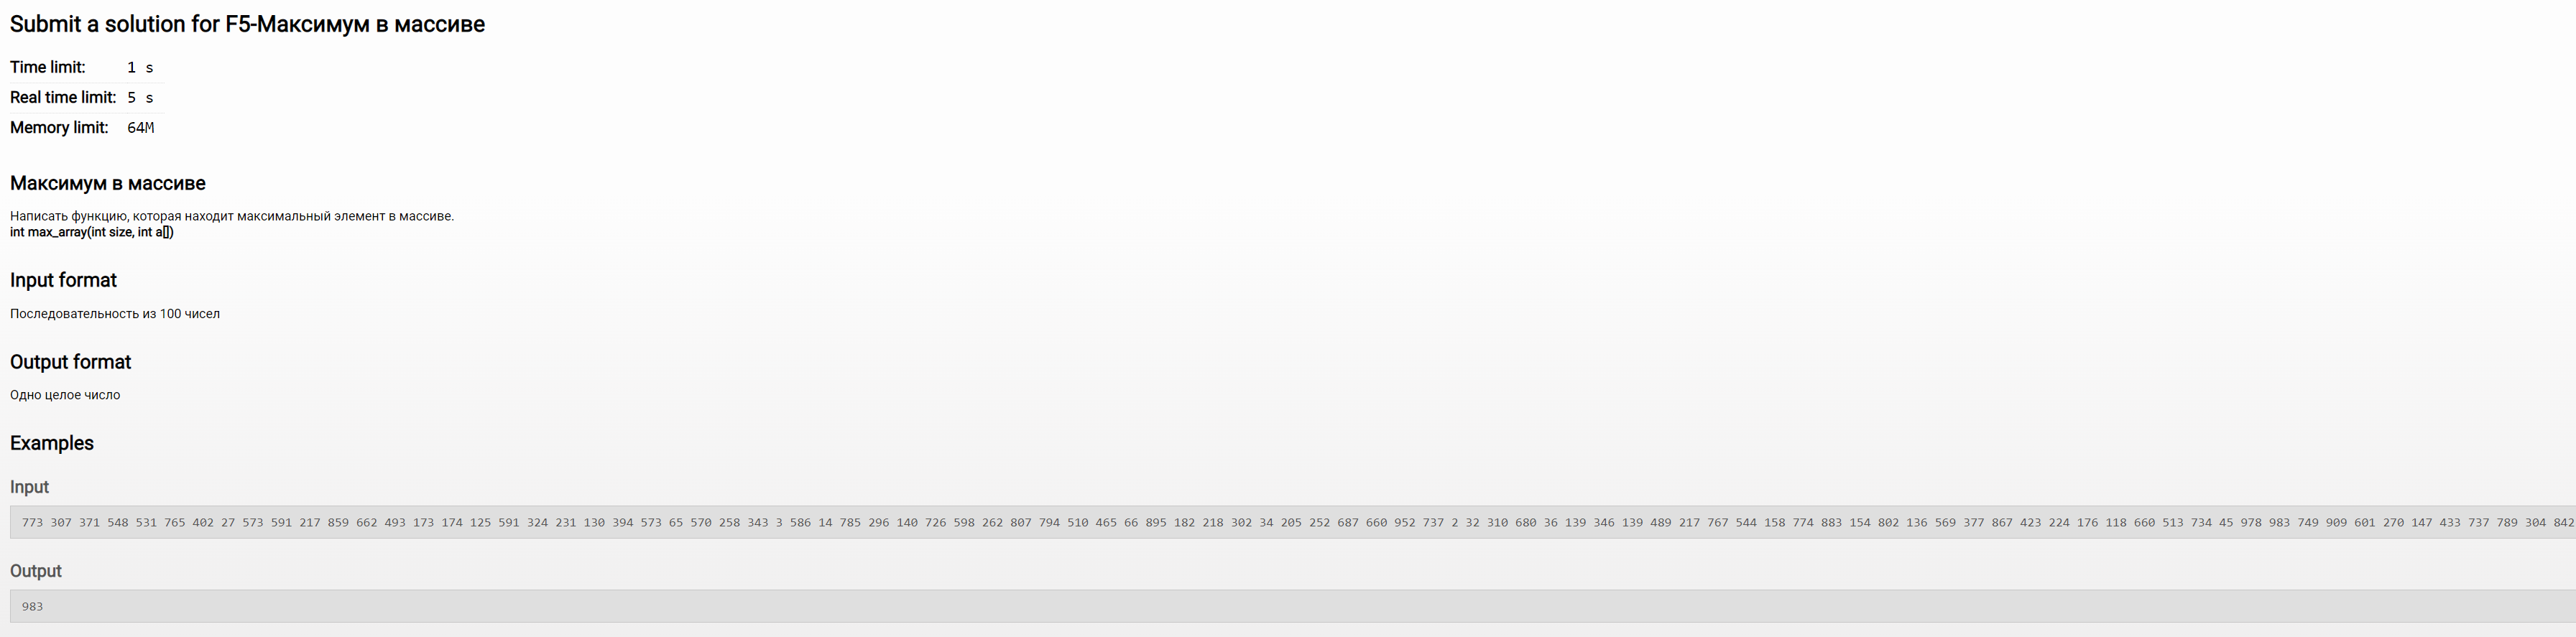 Submit a solution for F5-Максимум в массиве
Time limit: 1 s
Real time limit: 5 s
Memory limit: 64M
Максимум в массиве
Написать функцию, которая находит максимальный элемент в массиве.
int max_array(int size, int a[])
Input format
Последовательность из 100 чисел
Output format
Одно целое число
Examples
Input
773 307 371 548 531 765 402 27 573 591 217 859 662 493 173 174 125 591 324 231 130 394 573 65 570 258 343 3 586 14 785 296 140 726 598 262 807 794 510 465 66 895 182 218 302 34 205 252 687 660 952 737 2 32 310 680 36 139 346 139 489 217 767 544 158 774 883 154 802 136 569 377 867 423 224 176 118 660 513 734 45 978 983 749 909 601 270 147 433 737 789 304 842
Output
983